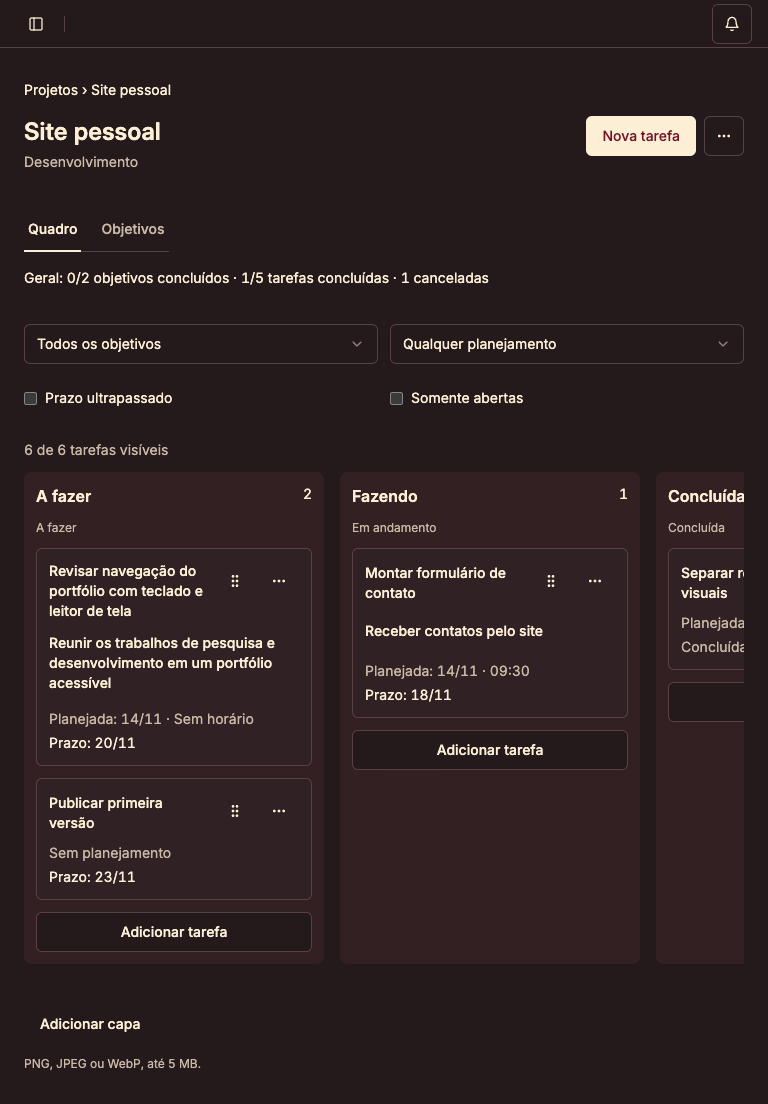 Projetos › Site pessoal
Site pessoal
Desenvolvimento
Nova tarefa
Quadro
Objetivos
Geral: 0/2 objetivos concluídos · 1/5 tarefas concluídas · 1 canceladas
Todos os objetivos
Qualquer planejamento
Prazo ultrapassado
Somente abertas
6 de 6 tarefas visíveis
A fazer
2
A fazer
Revisar navegação do
portfólio com teclado e
leitor de tela
Reunir os trabalhos de pesquisa e
desenvolvimento em um portfólio
acessível
Planejada: 14/11 · Sem horário
Prazo: 20/11
Publicar primeira
versão
Sem planejamento
Prazo: 23/11
Adicionar tarefa
Fazendo
1
Em andamento
Montar formulário de
contato
Receber contatos pelo site
Planejada: 14/11 · 09:30
Prazo: 18/11
Adicionar tarefa
Concluída
Concluída
Separar
visuais
Planejada
Concluída
Adicionar capa
PNG, JPEG ou WebP, até 5 MB.